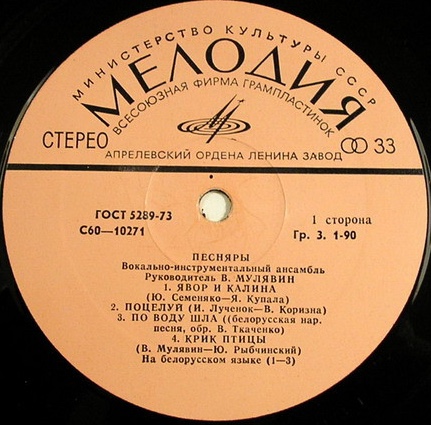 МИНИСТЕРСТВО КУЛЬТУРЫ СССР
МЕЛОДИЯ
ВСЕСОЮЗНАЯ ФИРМА ГРАМПЛАСТИНОК
СТЕРЕО
33
АПРЕЛЕВСКИЙ ОРДЕНА ЛЕНИНА ЗАВОД
ГОСТ 5289-73
С60—10271
1 сторона
Гр. 3. 1-90
ПЕСНЯРЫ
Вокально-инструментальный ансамбль
Руководитель В. МУЛЯВИН
1. ЯВОР И КАЛИНА
(Ю. Семеняко—Я. Купала)
2. ПОЦЕЛУЙ (И. Лученок—В. Коризна)
3. ПО ВОДУ ШЛА ((белорусская нар.
песня, обр. В. Ткаченко)
4. КРИК ПТИЦЫ
(В. Мулявин—Ю. Рыбчинский)
На белорусском языке (1—3)